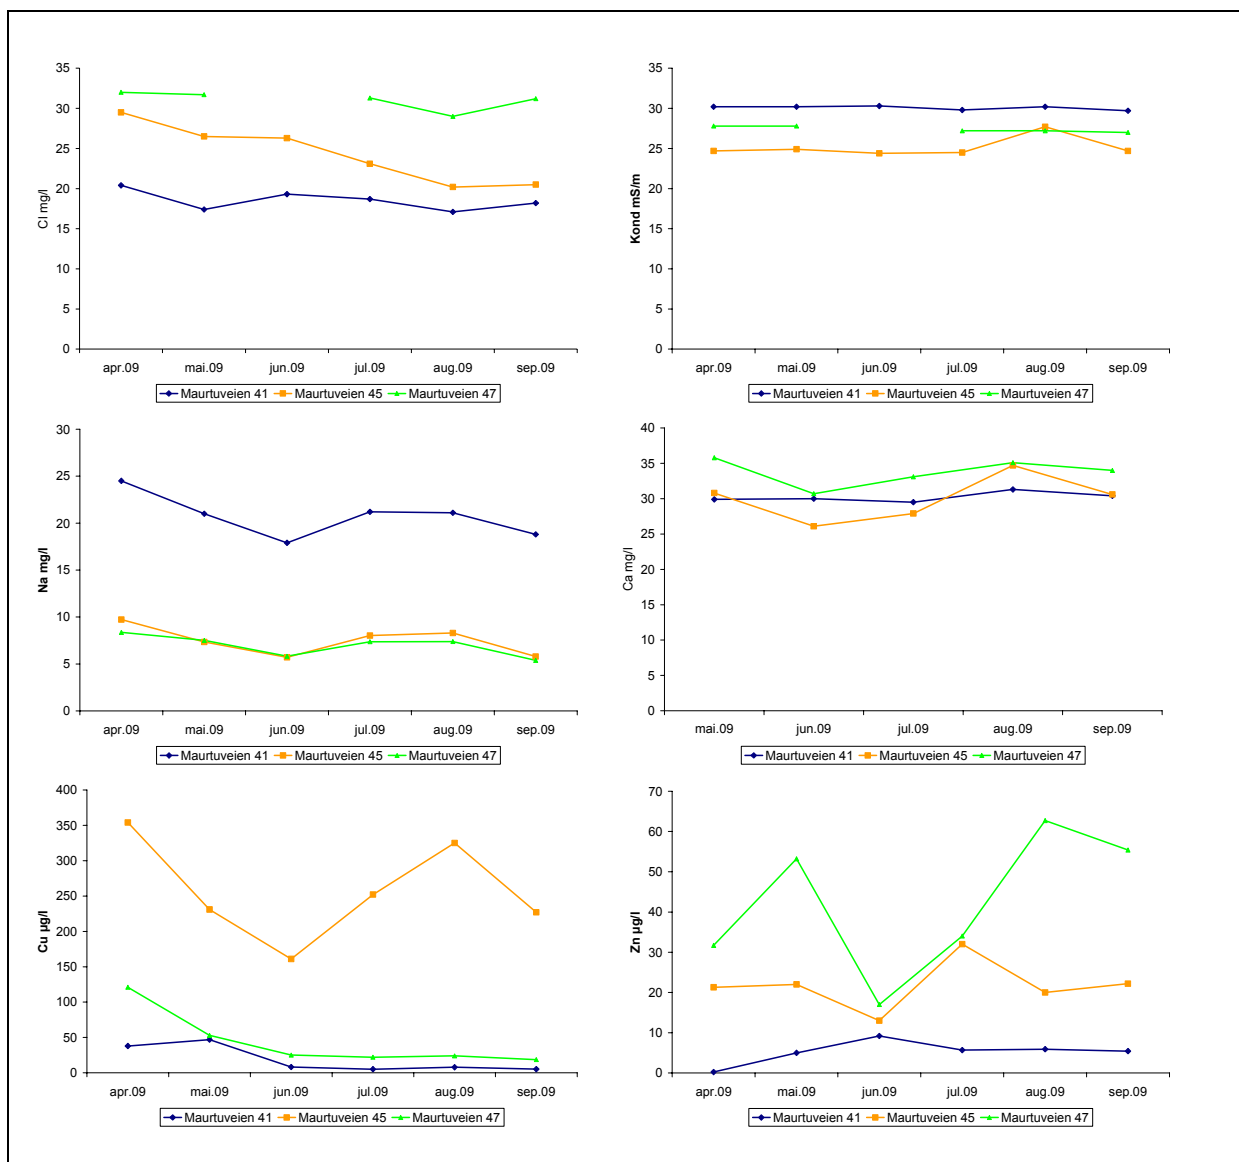 35
30
25
20
15
10
5
0
Cl mg/l
apr.09 mai.09 jun.09 jul.09 aug.09 sep.09
Maurtuveien 41 Maurtuveien 45 Maurtuveien 47
35
30
25
20
15
10
5
0
Kond mS/m
apr.09 mai.09 jun.09 jul.09 aug.09 sep.09
Maurtuveien 41 Maurtuveien 45 Maurtuveien 47
30
25
20
15
10
5
0
Na mg/l
apr.09 mai.09 jun.09 jul.09 aug.09 sep.09
Maurtuveien 41 Maurtuveien 45 Maurtuveien 47
40
35
30
25
20
15
10
5
0
Ca mg/l
mai.09 jun.09 jul.09 aug.09 sep.09
Maurtuveien 41 Maurtuveien 45 Maurtuveien 47
400
350
300
250
200
150
100
50
0
Cu µg/l
apr.09 mai.09 jun.09 jul.09 aug.09 sep.09
Maurtuveien 41 Maurtuveien 45 Maurtuveien 47
70
60
50
40
30
20
10
0
Zn µg/l
apr.09 mai.09 jun.09 jul.09 aug.09 sep.09
Maurtuveien 41 Maurtuveien 45 Maurtuveien 47